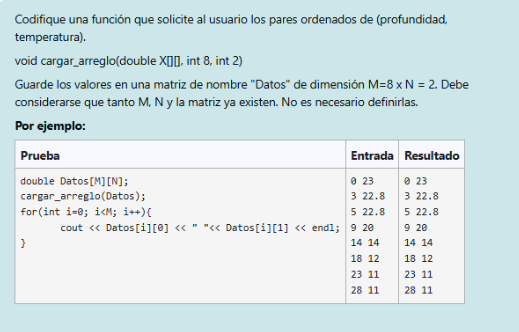 Codifique una función que solicite al usuario los pares ordenados de (profundidad,
temperatura).
void cargar_arreglo(double X[][], int 8, int 2)
Guarde los valores en una matriz de nombre "Datos" de dimensión M=8 x N = 2. Debe
considerarse que tanto M, N y la matriz ya existen. No es necesario definirlas.
Por ejemplo:
Prueba Entrada Resultado
double Datos[M][N]; 0 23 0 23
cargar_arreglo(Datos); 3 22.8 3 22.8
for(int i=0; i<M; i++){ 5 22.8 5 22.8
cout << Datos[i][0] << " "<< Datos[i][1] << endl; 9 20 9 20
} 14 14 14 14
18 12 18 12
23 11 23 11
28 11 28 11